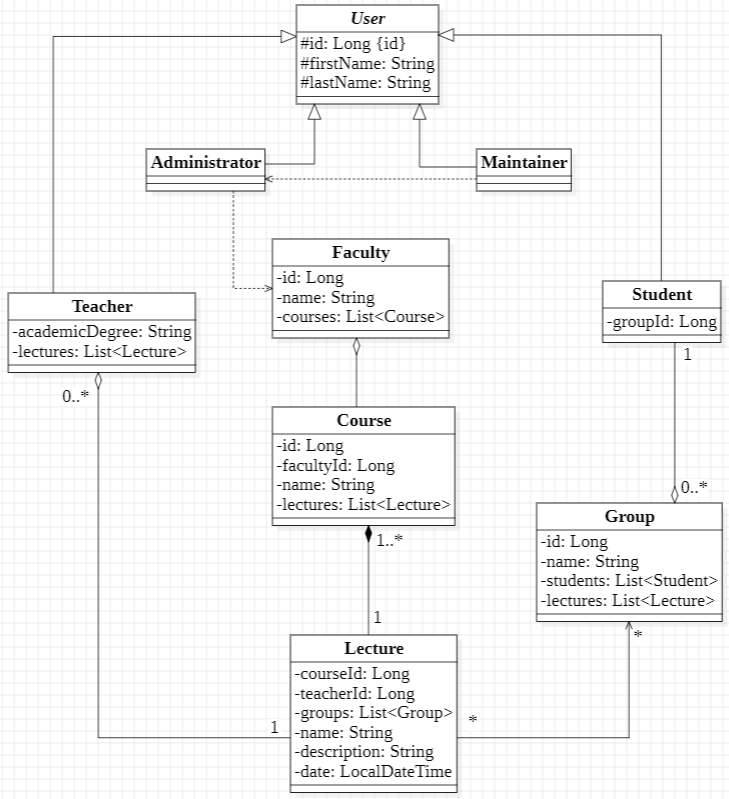 User
#id: Long {id}
#firstName: String
#lastName: String
Administrator
Maintainer
Faculty
-id: Long
-name: String
-courses: List<Course>
Teacher
-academicDegree: String
-lectures: List<Lecture>
0..*
Student
-groupId: Long
1
Course
-id: Long
-facultyId: Long
-name: String
-lectures: List<Lecture>
1..*
1
0..*
Group
-id: Long
-name: String
-students: List<Student>
-lectures: List<Lecture>
*
Lecture
-courseId: Long
-teacherId: Long
-groups: List<Group>
-name: String
-description: String
-date: LocalDateTime
1
*